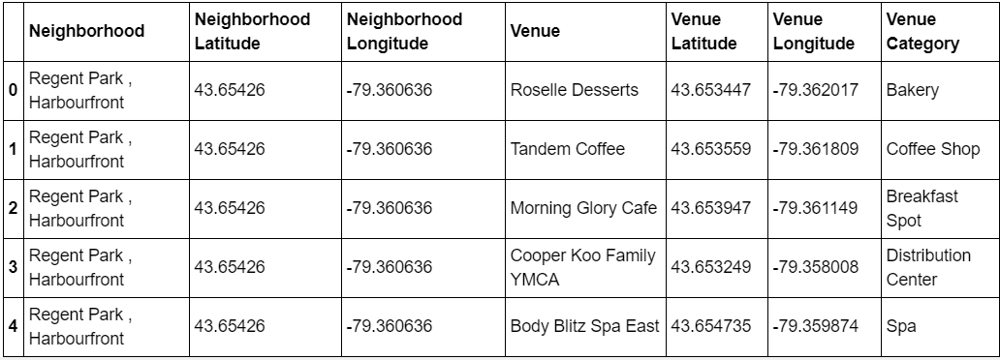 Neighborhood Neighborhood Latitude Neighborhood Longitude Venue Venue Latitude Venue Longitude Venue Category
0 Regent Park , Harbourfront 43.65426 -79.360636 Roselle Desserts 43.653447 -79.362017 Bakery
1 Regent Park , Harbourfront 43.65426 -79.360636 Tandem Coffee 43.653559 -79.361809 Coffee Shop
2 Regent Park , Harbourfront 43.65426 -79.360636 Morning Glory Cafe 43.653947 -79.361149 Breakfast Spot
3 Regent Park , Harbourfront 43.65426 -79.360636 Cooper Koo Family YMCA 43.653249 -79.358008 Distribution Center
4 Regent Park , Harbourfront 43.65426 -79.360636 Body Blitz Spa East 43.654735 -79.359874 Spa